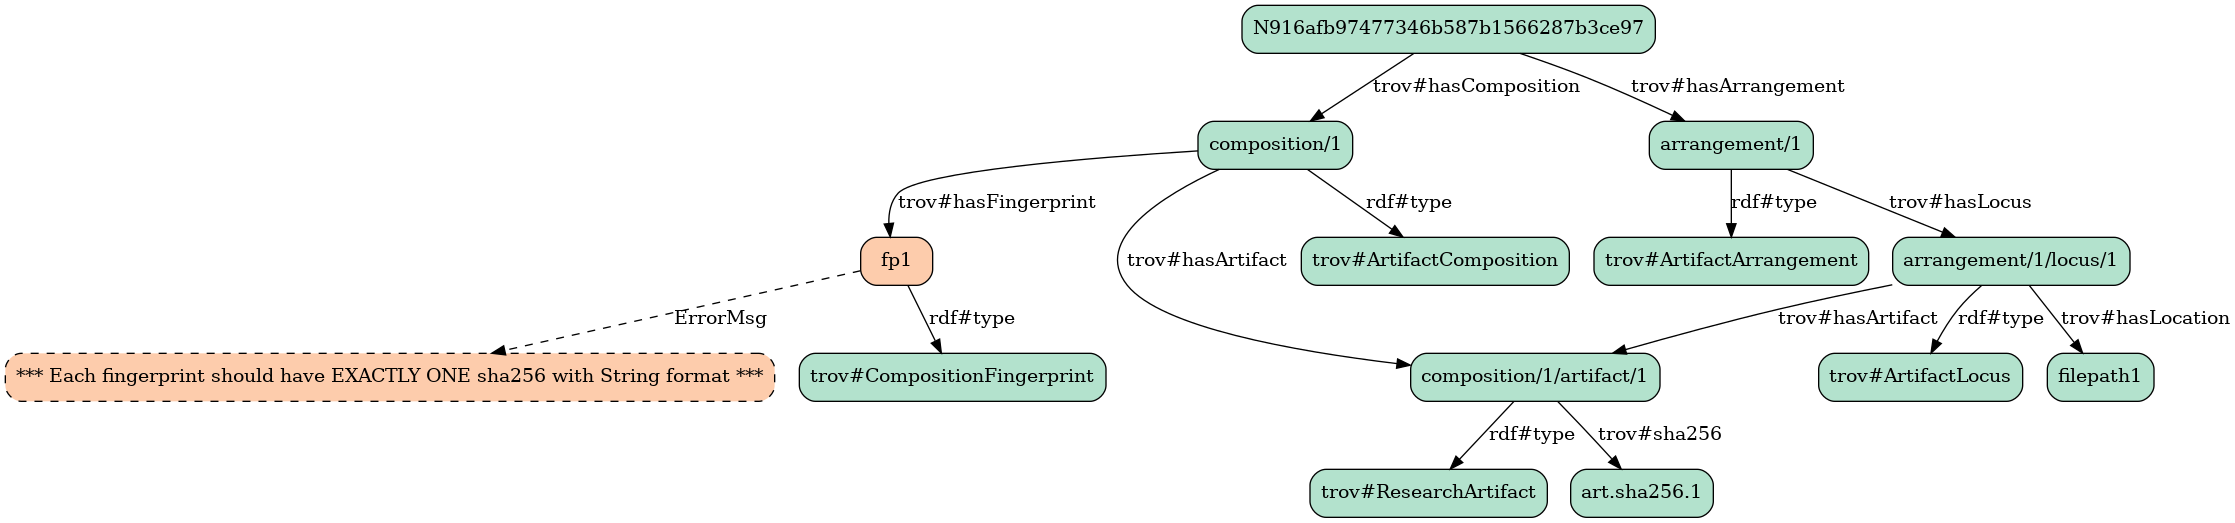 N916afb97477346b587b1566287b3ce97
trov#hasComposition
trov#hasArrangement
composition/1
arrangement/1
trov#hasFingerprint
rdf#type
rdf#type
trov#hasLocus
fp1
trov#hasArtifact
trov#ArtifactComposition
trov#ArtifactArrangement
arrangement/1/locus/1
ErrorMsg
rdf#type
trov#hasArtifact
rdf#type
trov#hasLocation
*** Each fingerprint should have EXACTLY ONE sha256 with String format ***
trov#CompositionFingerprint
composition/1/artifact/1
trov#ArtifactLocus
filepath1
rdf#type
trov#sha256
trov#ResearchArtifact
art.sha256.1